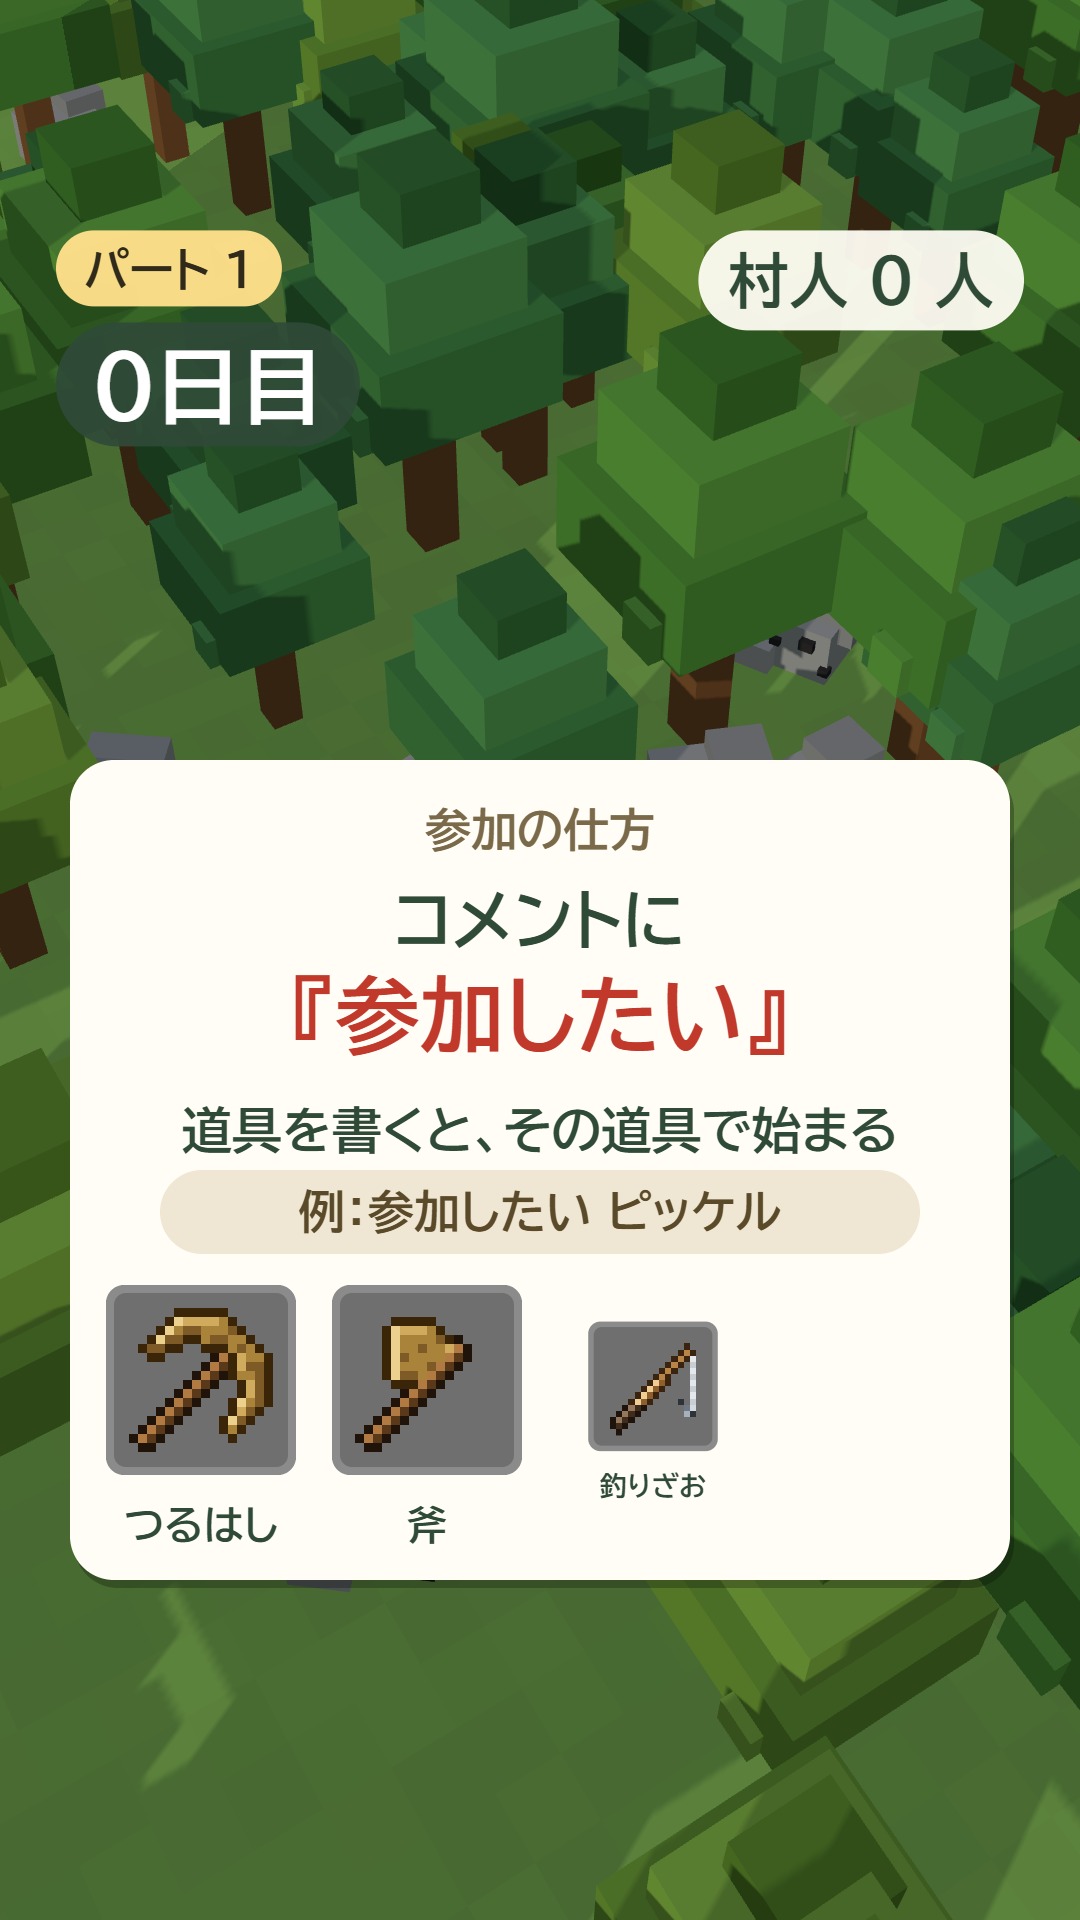 パート 1
村人 0 人
0日目
参加の仕方
コメントに
『参加したい』
道具を書くと、その道具で始まる
例:参加したい ピッケル
つるはし
斧
釣りざお